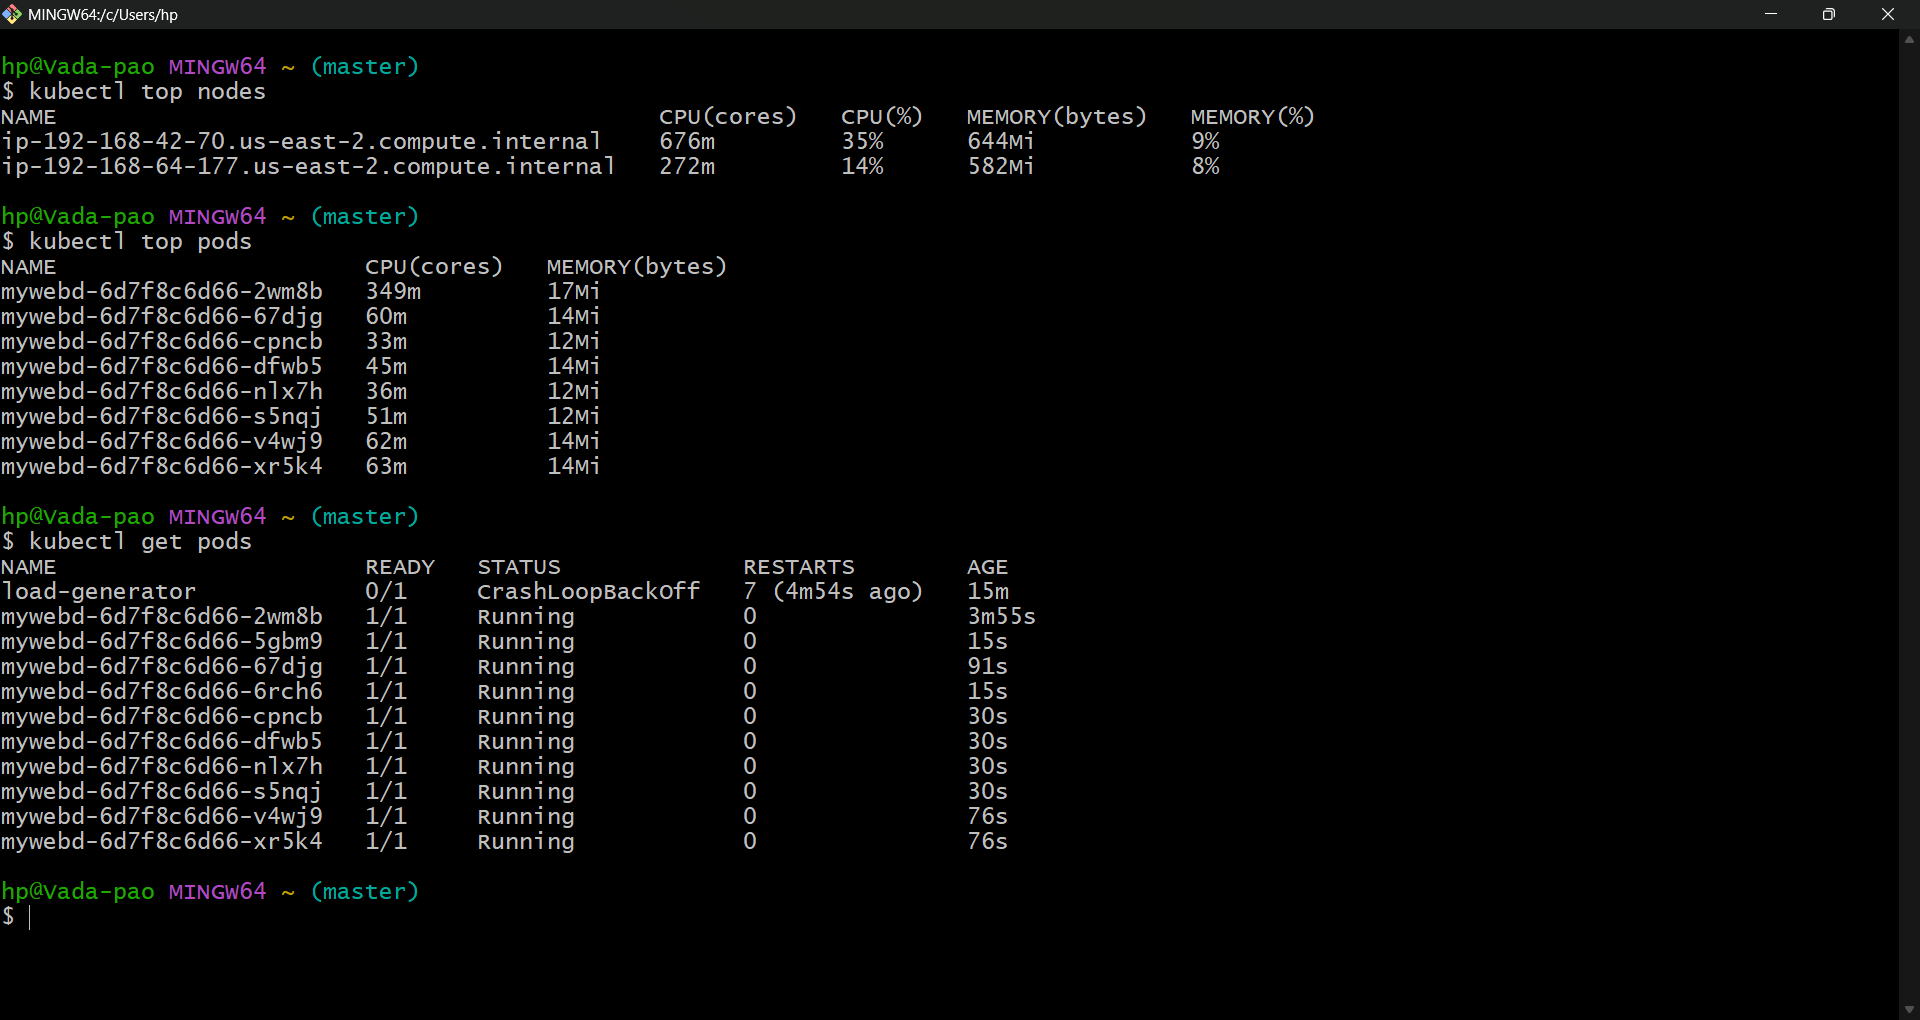 MINGW64:/c/Users/hp
hp@Vada-pao MINGW64 ~ (master)
$ kubectl top nodes
NAME                                           CPU(cores)   CPU(%)   MEMORY(bytes)   MEMORY(%)
ip-192-168-42-70.us-east-2.compute.internal    676m         35%      644Mi           9%
ip-192-168-64-177.us-east-2.compute.internal   272m         14%      582Mi           8%
hp@Vada-pao MINGW64 ~ (master)
$ kubectl top pods
NAME                      CPU(cores)   MEMORY(bytes)
mywebd-6d7f8c6d66-2wm8b   349m         17Mi
mywebd-6d7f8c6d66-67djg   60m          14Mi
mywebd-6d7f8c6d66-cpncb   33m          12Mi
mywebd-6d7f8c6d66-dfwb5   45m          14Mi
mywebd-6d7f8c6d66-nlx7h   36m          12Mi
mywebd-6d7f8c6d66-s5nqj   51m          12Mi
mywebd-6d7f8c6d66-v4wj9   62m          14Mi
mywebd-6d7f8c6d66-xr5k4   63m          14Mi
hp@Vada-pao MINGW64 ~ (master)
$ kubectl get pods
NAME                      READY   STATUS             RESTARTS        AGE
load-generator            0/1     CrashLoopBackOff   7 (4m54s ago)   15m
mywebd-6d7f8c6d66-2wm8b   1/1     Running            0               3m55s
mywebd-6d7f8c6d66-5gbm9   1/1     Running            0               15s
mywebd-6d7f8c6d66-67djg   1/1     Running            0               91s
mywebd-6d7f8c6d66-6rch6   1/1     Running            0               15s
mywebd-6d7f8c6d66-cpncb   1/1     Running            0               30s
mywebd-6d7f8c6d66-dfwb5   1/1     Running            0               30s
mywebd-6d7f8c6d66-nlx7h   1/1     Running            0               30s
mywebd-6d7f8c6d66-s5nqj   1/1     Running            0               30s
mywebd-6d7f8c6d66-v4wj9   1/1     Running            0               76s
mywebd-6d7f8c6d66-xr5k4   1/1     Running            0               76s
hp@Vada-pao MINGW64 ~ (master)
$